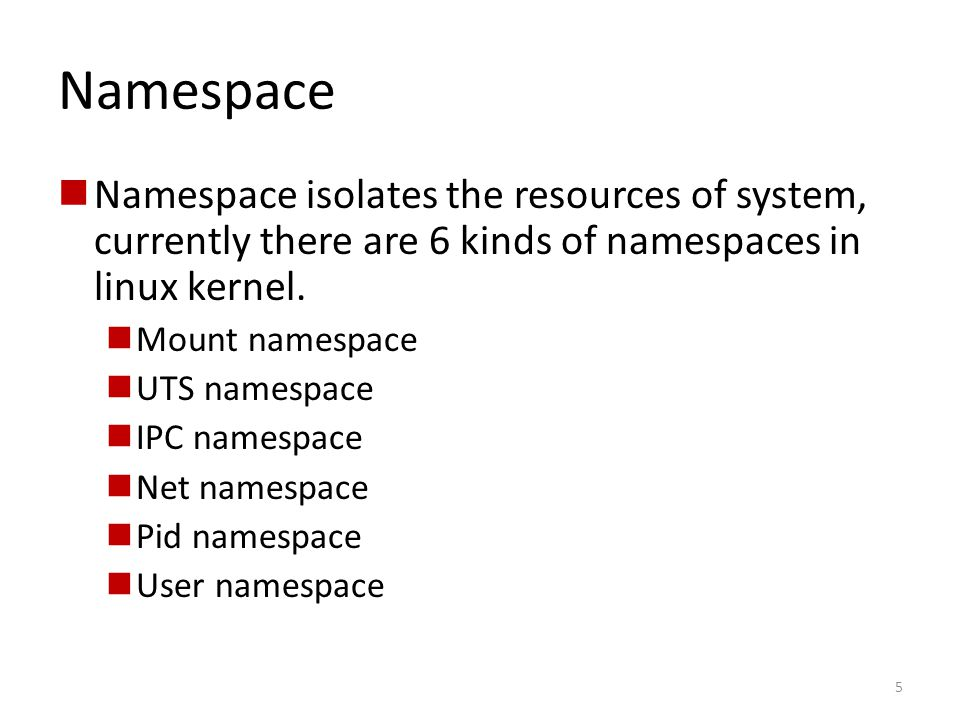 Namespace
Namespace isolates the resources of system,
currently there are 6 kinds of namespaces in
linux kernel.
Mount namespace
UTS namespace
IPC namespace
Net namespace
Pid namespace
User namespace
5